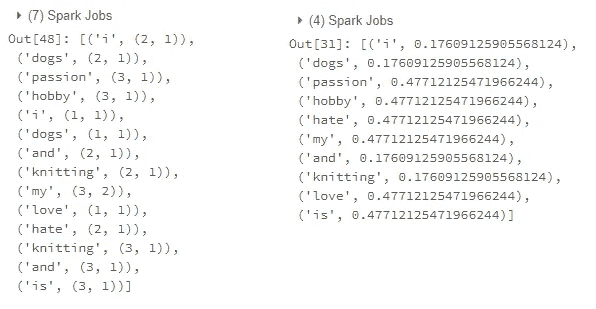 (7) Spark Jobs
Out[48]: [('i', (2, 1)),
('dogs', (2, 1)),
('passion', (3, 1)),
('hobby', (3, 1)),
('i', (1, 1)),
('dogs', (1, 1)),
('and', (2, 1)),
('knitting', (2, 1)),
('my', (3, 2)),
('love', (1, 1)),
('hate', (2, 1)),
('knitting', (3, 1)),
('and', (3, 1)),
('is', (3, 1))]
(4) Spark Jobs
Out[31]: [('i', 0.17609125905568124),
('dogs', 0.17609125905568124),
('passion', 0.47712125471966244),
('hobby', 0.47712125471966244),
('hate', 0.47712125471966244),
('my', 0.47712125471966244),
('and', 0.17609125905568124),
('knitting', 0.17609125905568124),
('love', 0.47712125471966244),
('is', 0.47712125471966244)]